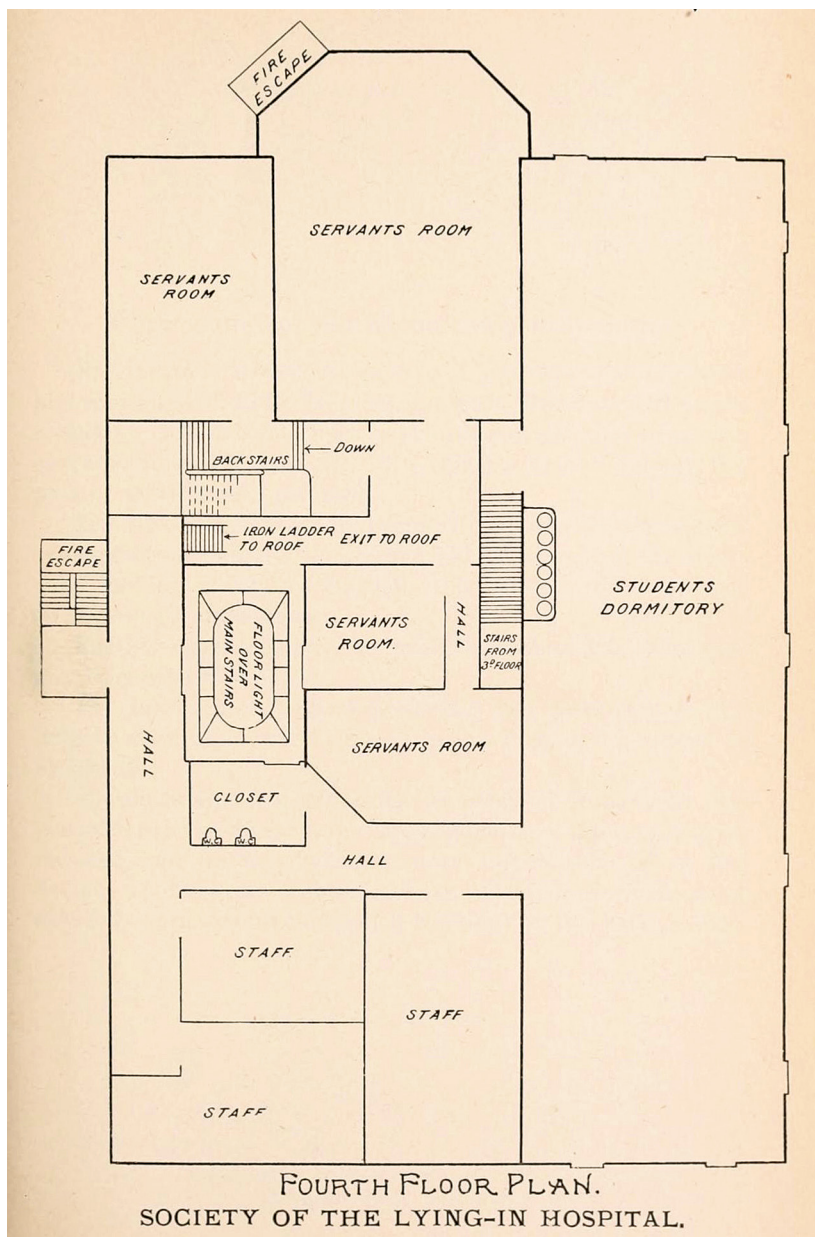 FIRE
ESCAPE
SERVANTS ROOM
SERVANTS
ROOM
BACKSTAIRS
DOWN
IRON LADDER
TO ROOF
EXIT TO ROOF
FIRE
ESCAPE
STUDENTS
DORMITORY
SERVANTS
ROOM.
HALL
STAIRS
FROM
3D FLOOR
FLOOR LIGHT
OVER
MAIN STAIRS
HALL
SERVANTS ROOM
CLOSET
W.C.
W.C.
HALL
STAFF
STAFF
STAFF
FOURTH FLOOR PLAN.
SOCIETY OF THE LYING-IN HOSPITAL.